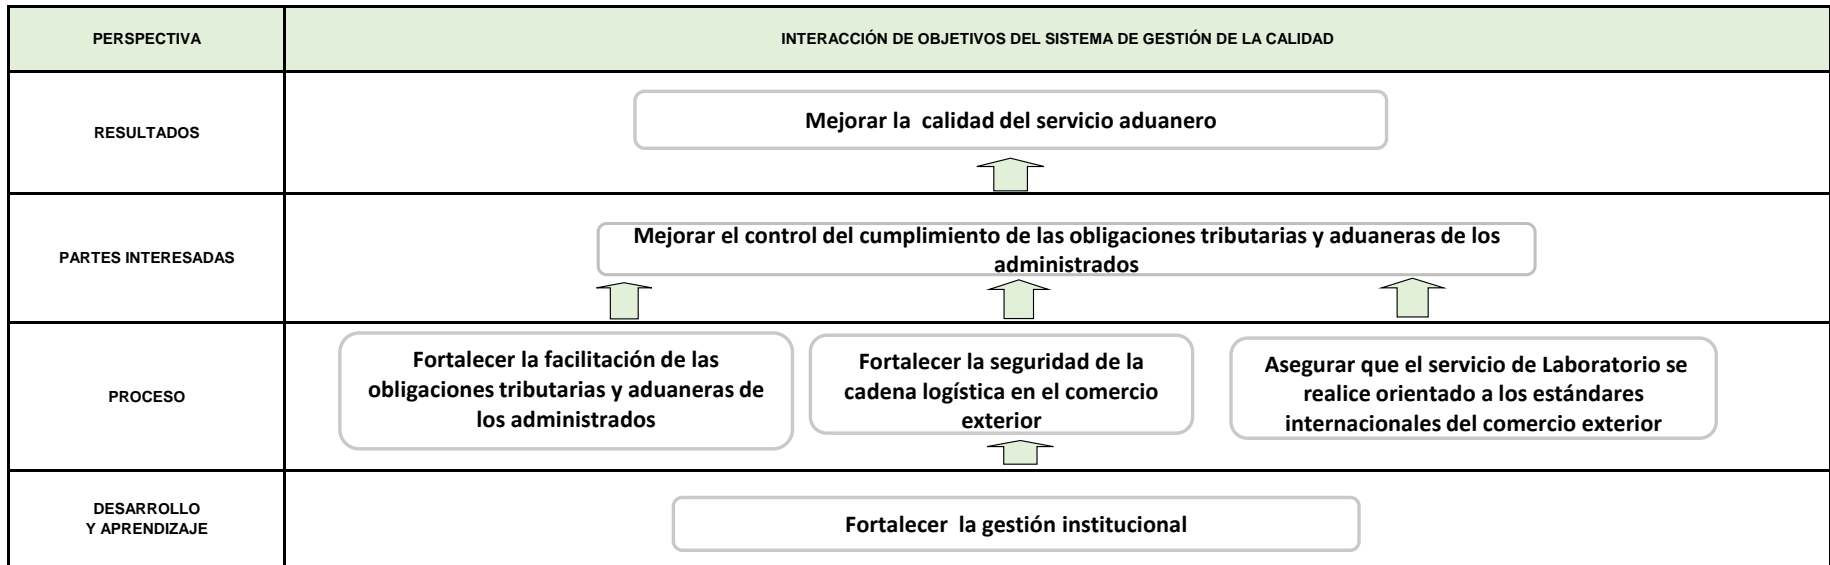 PERSPECTIVA
INTERACCIÓN DE OBJETIVOS DEL SISTEMA DE GESTIÓN DE LA CALIDAD
RESULTADOS
Mejorar la calidad del servicio aduanero
PARTES INTERESADAS
Mejorar el control del cumplimiento de las obligaciones tributarias y aduaneras de los
administrados
PROCESO
Fortalecer la facilitación de las
obligaciones tributarias y aduaneras de
los administrados
Fortalecer la seguridad de la
cadena logística en el comercio
exterior
Asegurar que el servicio de Laboratorio se
realice orientado a los estándares
internacionales del comercio exterior
DESARROLLO
Y APRENDIZAJE
Fortalecer la gestión institucional